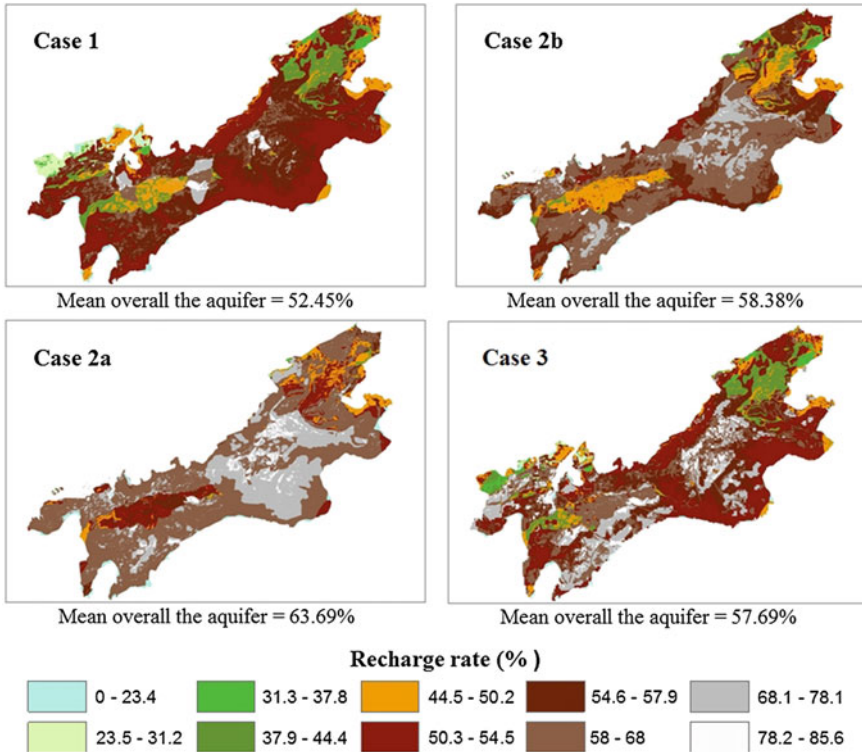 Case 1
Case 2b
Mean overall the aquifer = 52.45%
Mean overall the aquifer = 58.38%
Case 2a
Case 3
Mean overall the aquifer = 63.69%
Mean overall the aquifer = 57.69%
Recharge rate (% )
0 - 23.4
31.3 - 37.8
44.5 - 50.2
54.6 - 57.9
68.1 - 78.1
23.5 - 31.2
37.9 - 44.4
50.3 - 54.5
58 - 68
78.2 - 85.6